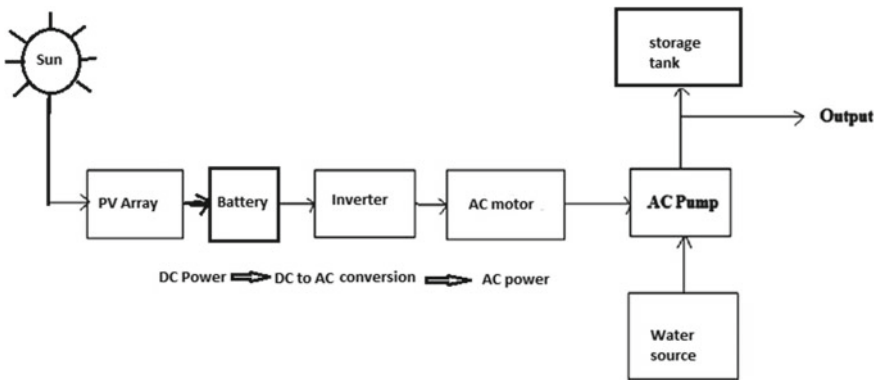 Sun
storage
tank
Output
PV Array
Battery
Inverter
AC motor
AC Pump
DC Power
DC to AC conversion
AC power
Water
source